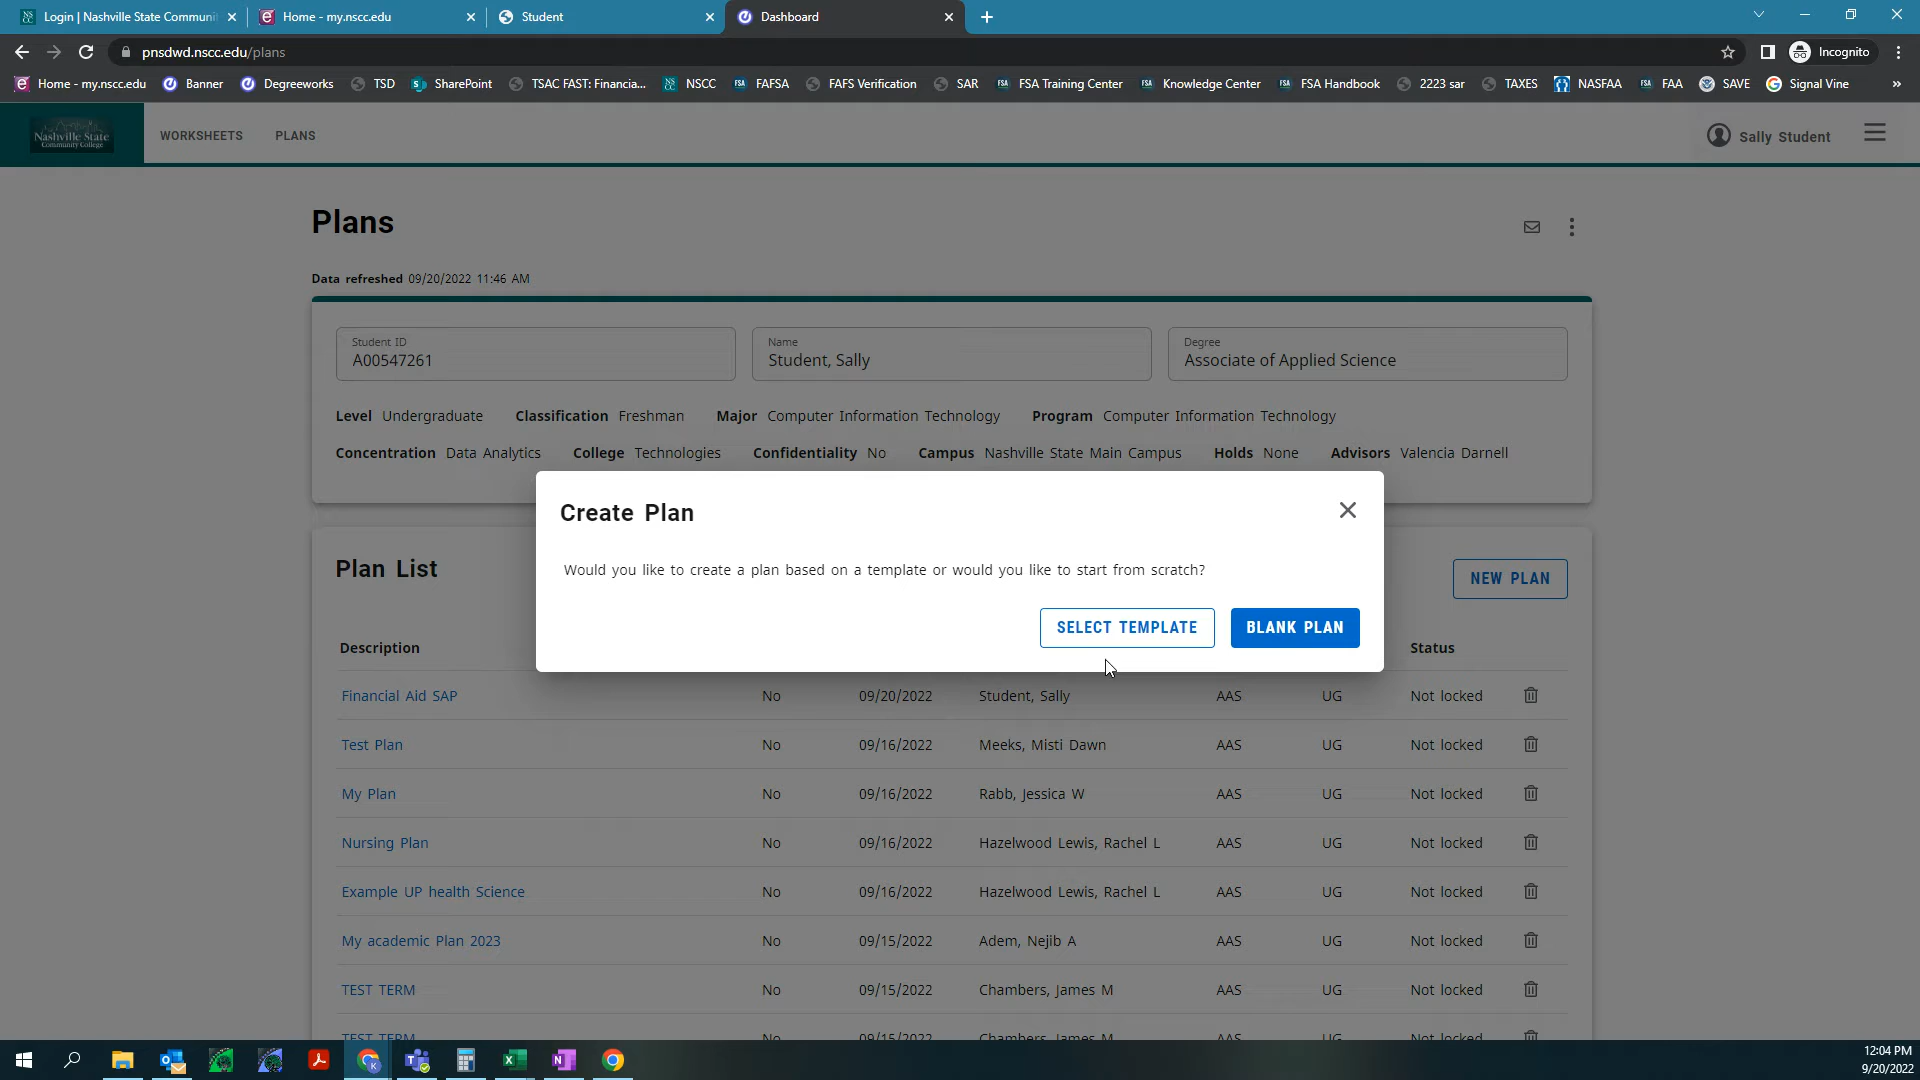 Login | Nashville State Communi
Home - my.nscc.edu
Student
Dashboard
pnsdwd.nscc.edu/plans
Incognito
Home - my.nscc.edu
Banner
Degreeworks
TSD
SharePoint
TSAC FAST: Financia...
NSCC
FAFSA
FAFS Verification
SAR
FSA Training Center
Knowledge Center
FSA Handbook
2223 sar
TAXES
NASFAA
FAA
SAVE
Signal Vine
»
Nashville State
Community College
WORKSHEETS
PLANS
Sally Student
Plans
Data refreshed 09/20/2022 11:46 AM
Student ID
A00547261
Name
Student, Sally
Degree
Associate of Applied Science
Level Undergraduate Classification Freshman Major Computer Information Technology Program Computer Information Technology
Concentration Data Analytics College Technologies Confidentiality No Campus Nashville State Main Campus Holds None Advisors Valencia Darnell
Create Plan
Would you like to create a plan based on a template or would you like to start from scratch?
SELECT TEMPLATE
BLANK PLAN
Plan List
NEW PLAN
Description
Status
Financial Aid SAP No 09/20/2022 Student, Sally AAS UG Not locked
Test Plan No 09/16/2022 Meeks, Misti Dawn AAS UG Not locked
My Plan No 09/16/2022 Rabb, Jessica W AAS UG Not locked
Nursing Plan No 09/16/2022 Hazelwood Lewis, Rachel L AAS UG Not locked
Example UP health Science No 09/16/2022 Hazelwood Lewis, Rachel L AAS UG Not locked
My academic Plan 2023 No 09/15/2022 Adem, Nejib A AAS UG Not locked
TEST TERM No 09/15/2022 Chambers, James M AAS UG Not locked
TEST TERM No 09/15/2022 Chambers, James M AAS UG Not locked
12:04 PM
9/20/2022